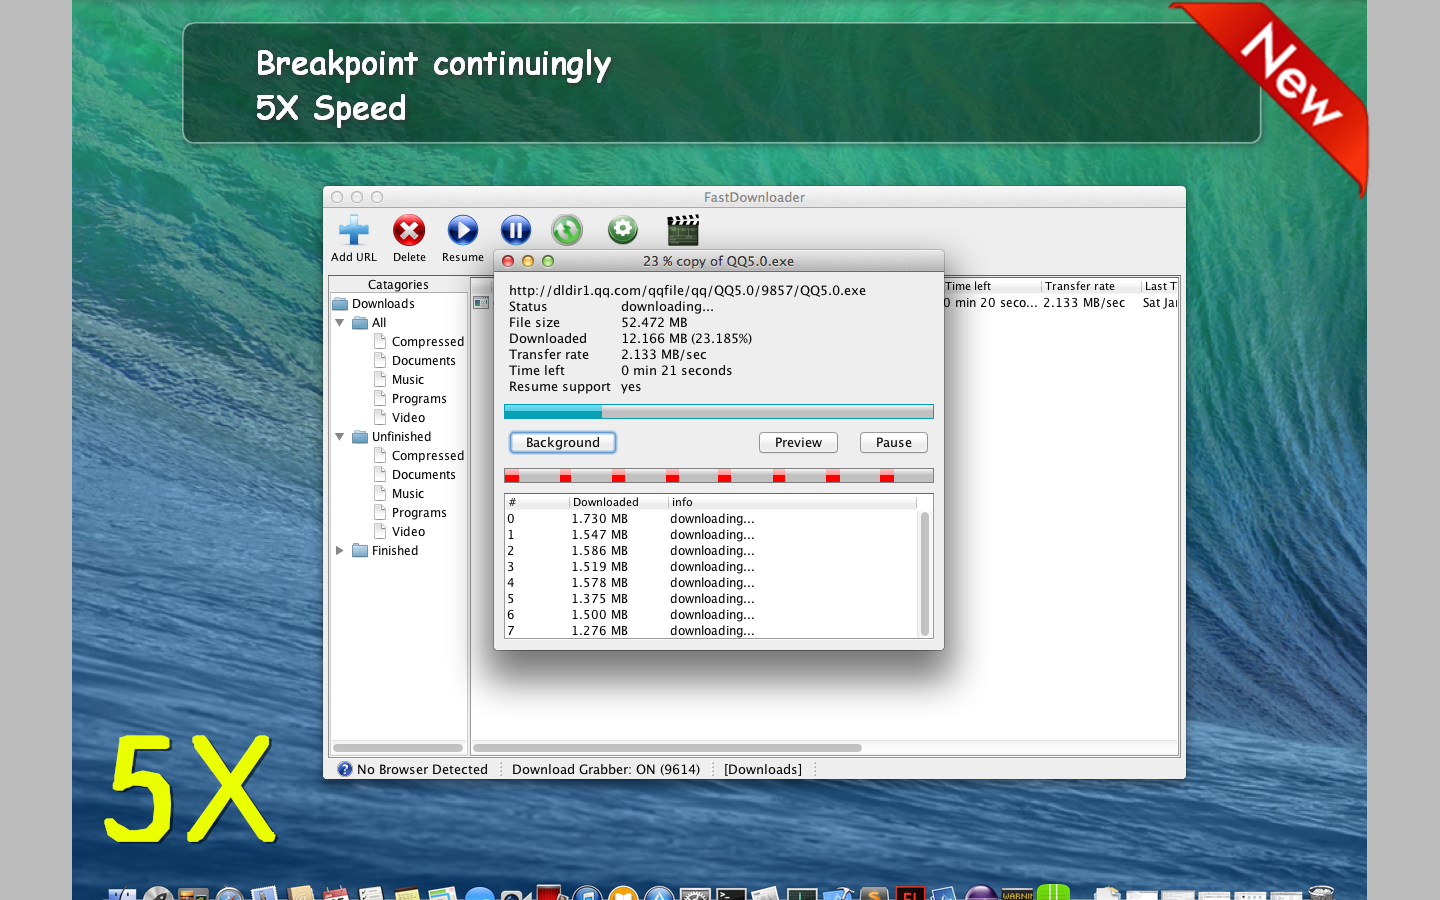 Breakpoint continuingly
5X Speed
New
FastDownloader
Add URL
Delete
Resume
23 % copy of QQ5.0.exe
Catagories
Downloads
All
Compressed
Documents
Music
Programs
Video
Unfinished
Compressed
Documents
Music
Programs
Video
Finished
http://dldir1.qq.com/qqfile/qq/QQ5.0/9857/QQ5.0.exe
Status downloading...
File size 52.472 MB
Downloaded 12.166 MB (23.185%)
Transfer rate 2.133 MB/sec
Time left 0 min 21 seconds
Resume support yes
Background Preview Pause
# Downloaded info
0 1.730 MB downloading...
1 1.547 MB downloading...
2 1.586 MB downloading...
3 1.519 MB downloading...
4 1.578 MB downloading...
5 1.375 MB downloading...
6 1.500 MB downloading...
7 1.276 MB downloading...
Time left Transfer rate Last T
0 min 20 seco... 2.133 MB/sec Sat Jan
5X
No Browser Detected Download Grabber: ON (9614) [Downloads]